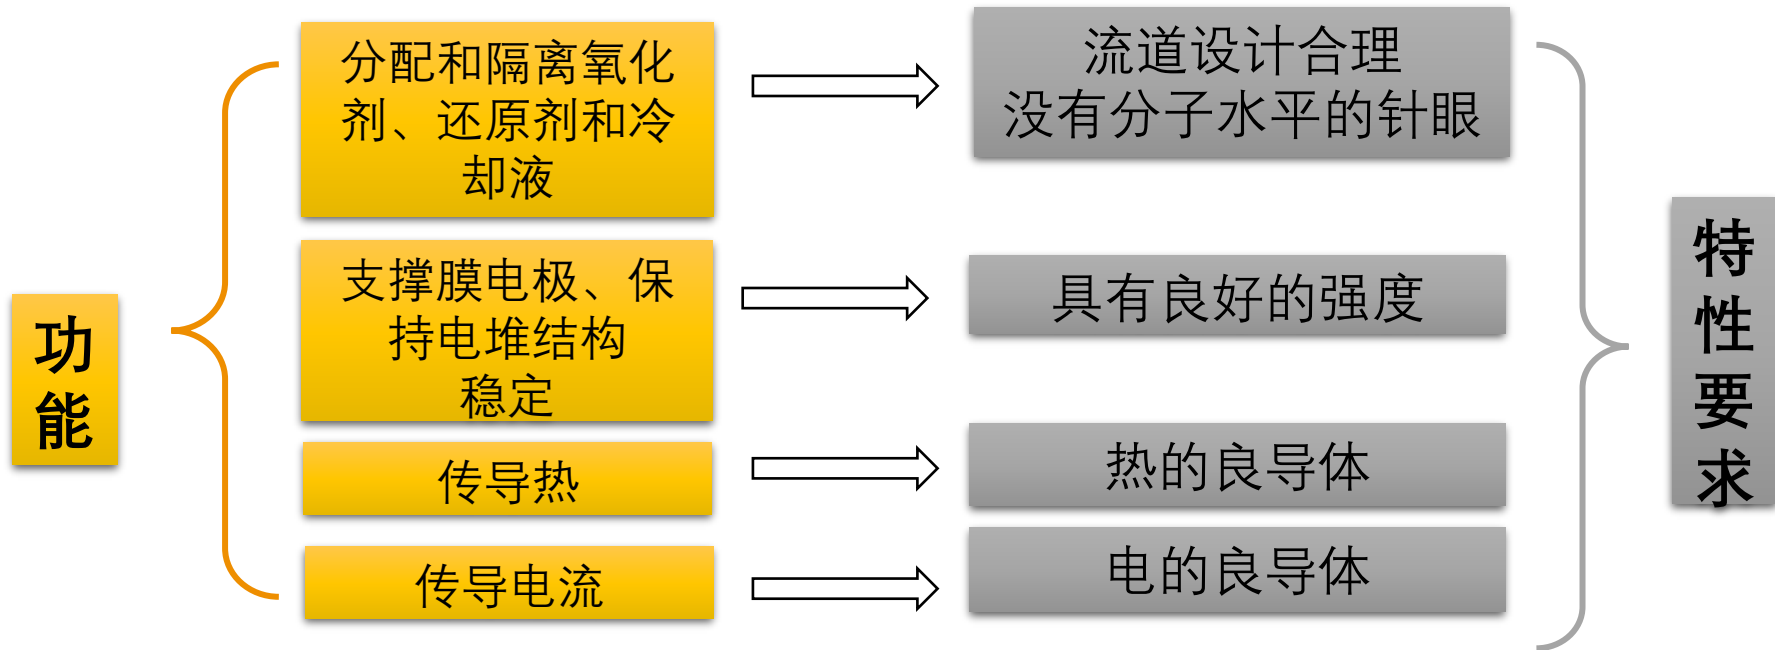 功
能
分配和隔离氧化
剂、还原剂和冷
却液
流道设计合理
没有分子水平的针眼
支撑膜电极、保
持电堆结构
稳定
具有良好的强度
传导热
热的良导体
传导电流
电的良导体
特
性
要
求